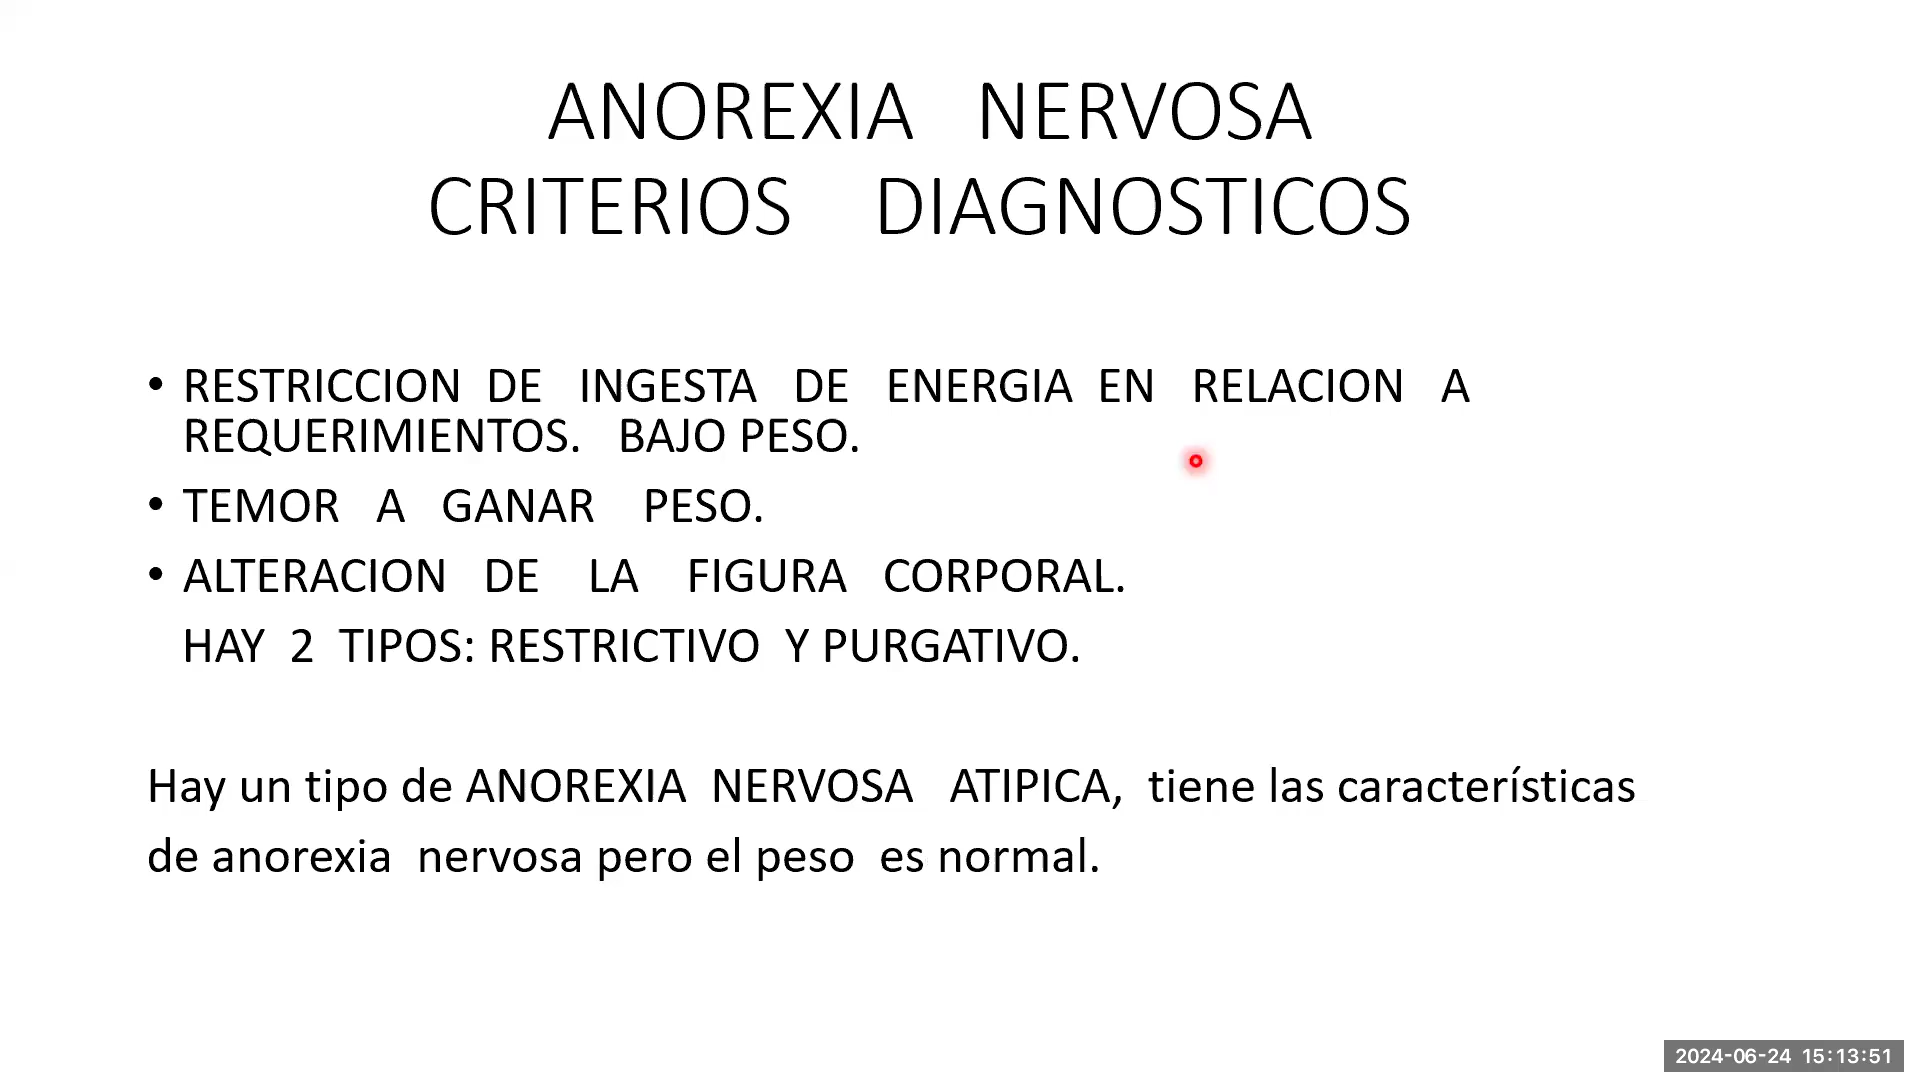 ANOREXIA NERVOSA
CRITERIOS DIAGNOSTICOS
• RESTRICCION DE INGESTA DE ENERGIA EN RELACION A
REQUERIMIENTOS. BAJO PESO.
• TEMOR A GANAR PESO.
• ALTERACION DE LA FIGURA CORPORAL.
HAY 2 TIPOS: RESTRICTIVO Y PURGATIVO.
Hay un tipo de ANOREXIA NERVOSA ATIPICA, tiene las características
de anorexia nervosa pero el peso es normal.
2024-06-24 15:13:51